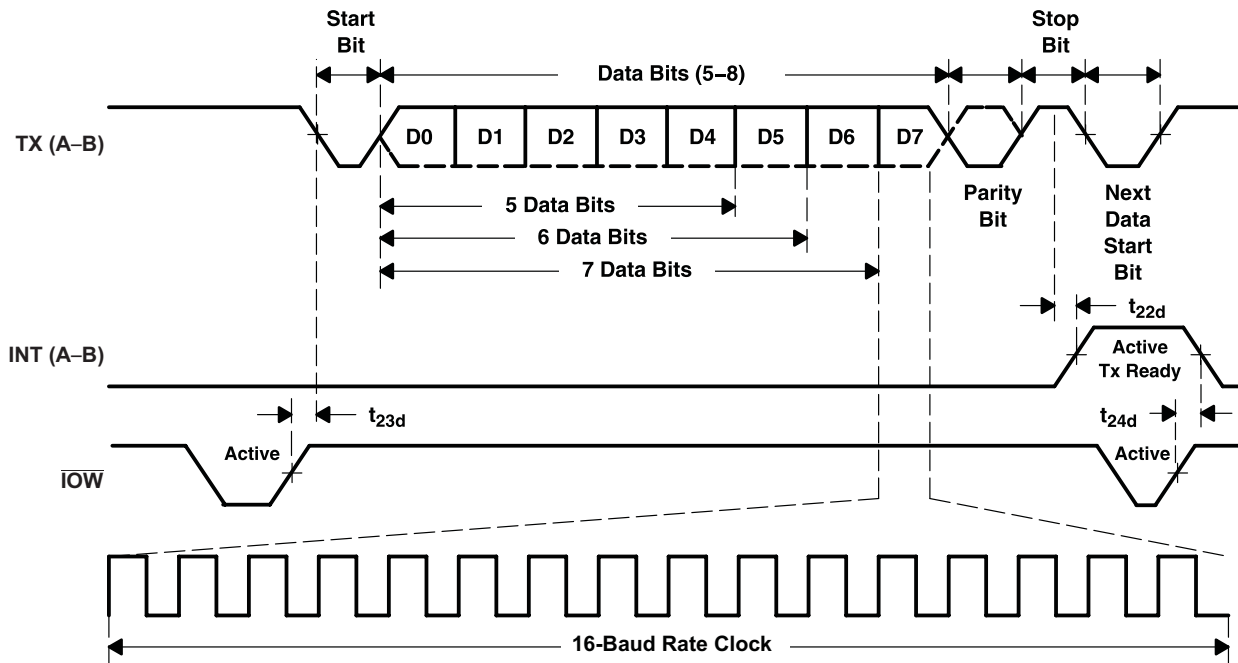 Start
Bit
Stop
Bit
Data Bits (5–8)
TX (A–B)
D0 D1 D2 D3 D4 D5 D6 D7
5 Data Bits
6 Data Bits
7 Data Bits
Parity
Bit
Next
Data
Start
Bit
t22d
INT (A–B)
Active
Tx Ready
t23d
t24d
IOW
Active
Active
16-Baud Rate Clock